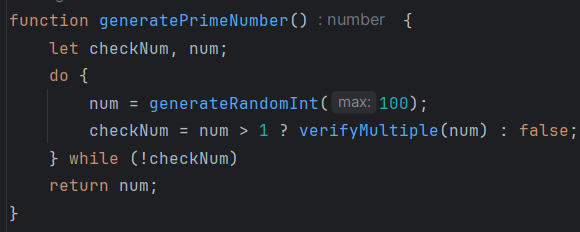 function generatePrimeNumber() : number {
let checkNum, num;
do {
num = generateRandomInt( max: 100);
checkNum = num > 1 ? verifyMultiple(num) : false;
} while (!checkNum)
return num;
}